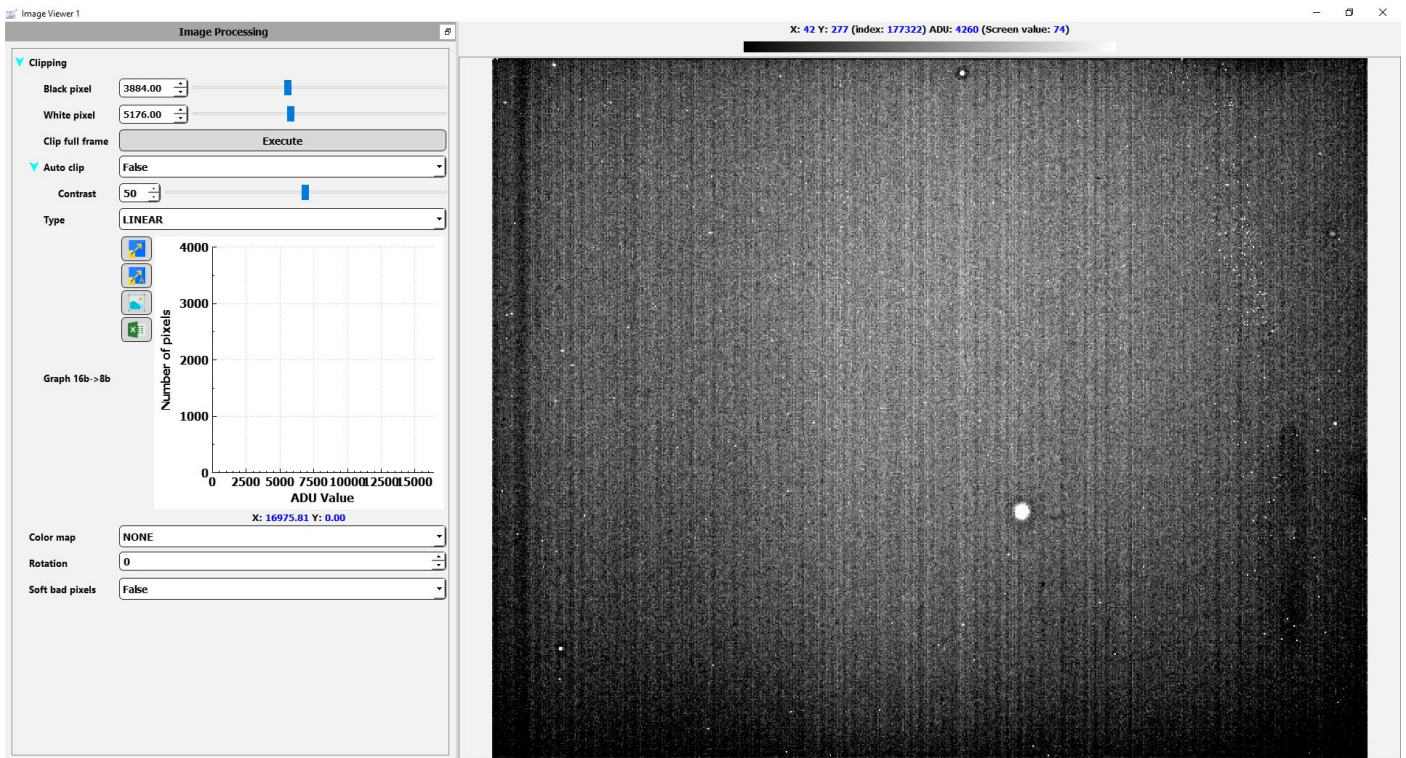 Image Viewer 1
Image Processing
X: 42 Y: 277 (index: 177322) ADU: 4260 (Screen value: 74)
Clipping
Black pixel 3884.00
White pixel 5176.00
Clip full frame Execute
Auto clip False
Contrast 50
Type LINEAR
Graph 16b->8b
Number of pixels
4000
3000
2000
1000
0
0 2500 5000 7500 10000 12500 15000
ADU Value
X: 16975.81 Y: 0.00
Color map NONE
Rotation 0
Soft bad pixels False